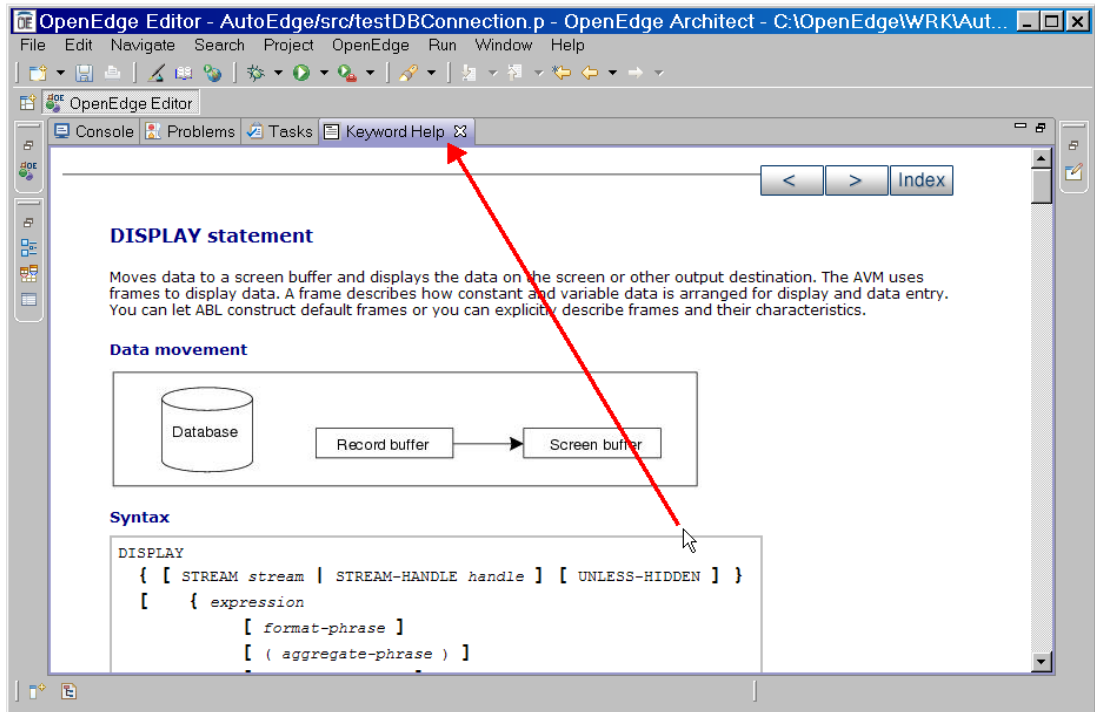 OpenEdge Editor - AutoEdge/src/testDBConnection.p - OpenEdge Architect - C:\OpenEdge\WRK\Aut...
File Edit Navigate Search Project OpenEdge Run Window Help
OpenEdge Editor
Console Problems Tasks Keyword Help
< > Index
DISPLAY statement
Moves data to a screen buffer and displays the data on the screen or other output destination. The AVM uses
frames to display data. A frame describes how constant and variable data is arranged for display and data entry.
You can let ABL construct default frames or you can explicitly describe frames and their characteristics.
Data movement
Database
Record buffer
Screen buffer
Syntax
DISPLAY
{ [ STREAM stream | STREAM-HANDLE handle ] [ UNLESS-HIDDEN ] }
[ { expression
[ format-phrase ]
[ ( aggregate-phrase ) ]